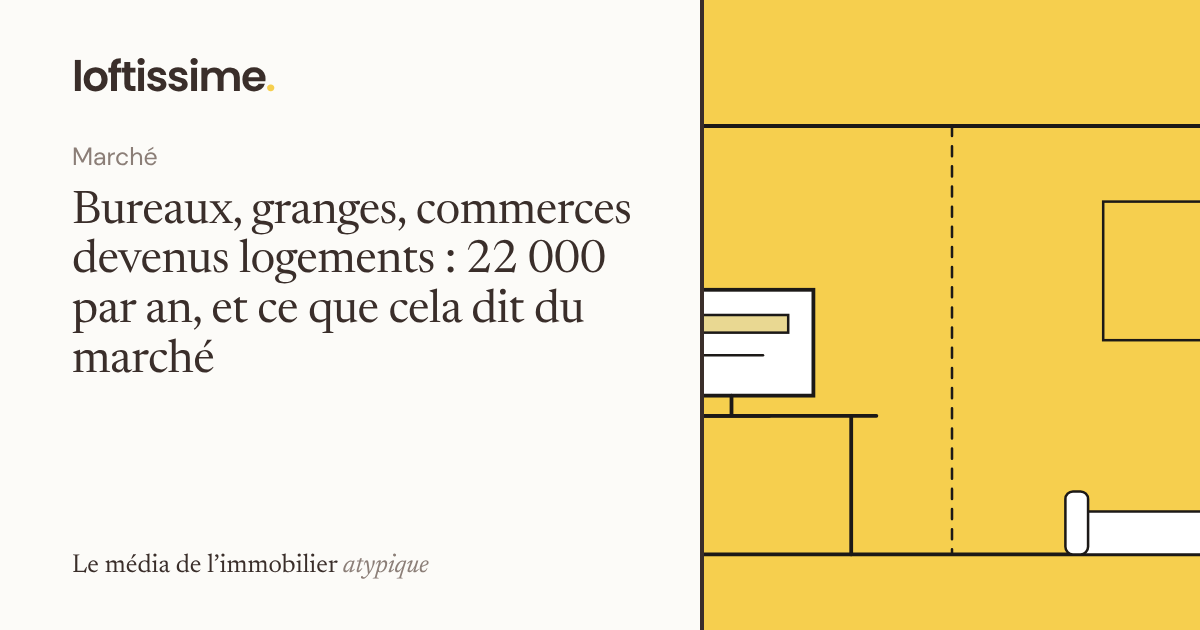 loftissime.
Marché
Bureaux, granges, commerces
devenus logements : 22 000
par an, et ce que cela dit du
marché
Le média de l’immobilier atypique